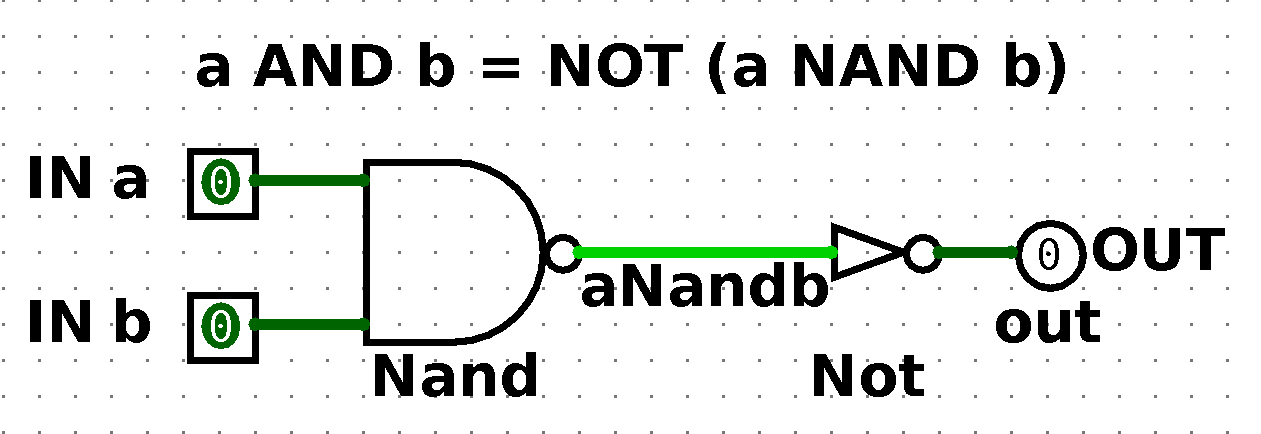 a AND b = NOT (a NAND b)
IN a 0
0 OUT
aNandb
IN b 0
out
Nand
Not